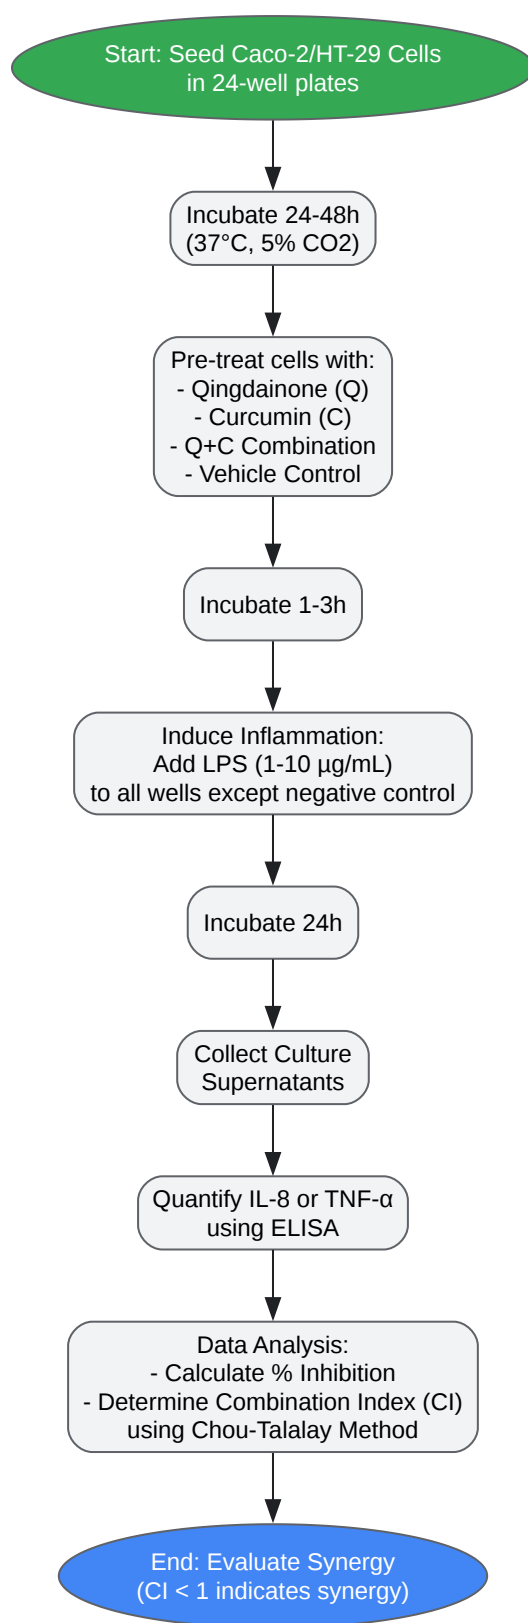 Start: Seed Caco-2/HT-29 Cells
in 24-well plates
Incubate 24-48h
(37°C, 5% CO2)
Pre-treat cells with:
- Qingdainone (Q)
- Curcumin (C)
- Q+C Combination
- Vehicle Control
Incubate 1-3h
Induce Inflammation:
Add LPS (1-10 µg/mL)
to all wells except negative control
Incubate 24h
Collect Culture
Supernatants
Quantify IL-8 or TNF-α
using ELISA
Data Analysis:
- Calculate % Inhibition
- Determine Combination Index (CI)
using Chou-Talalay Method
End: Evaluate Synergy
(CI < 1 indicates synergy)